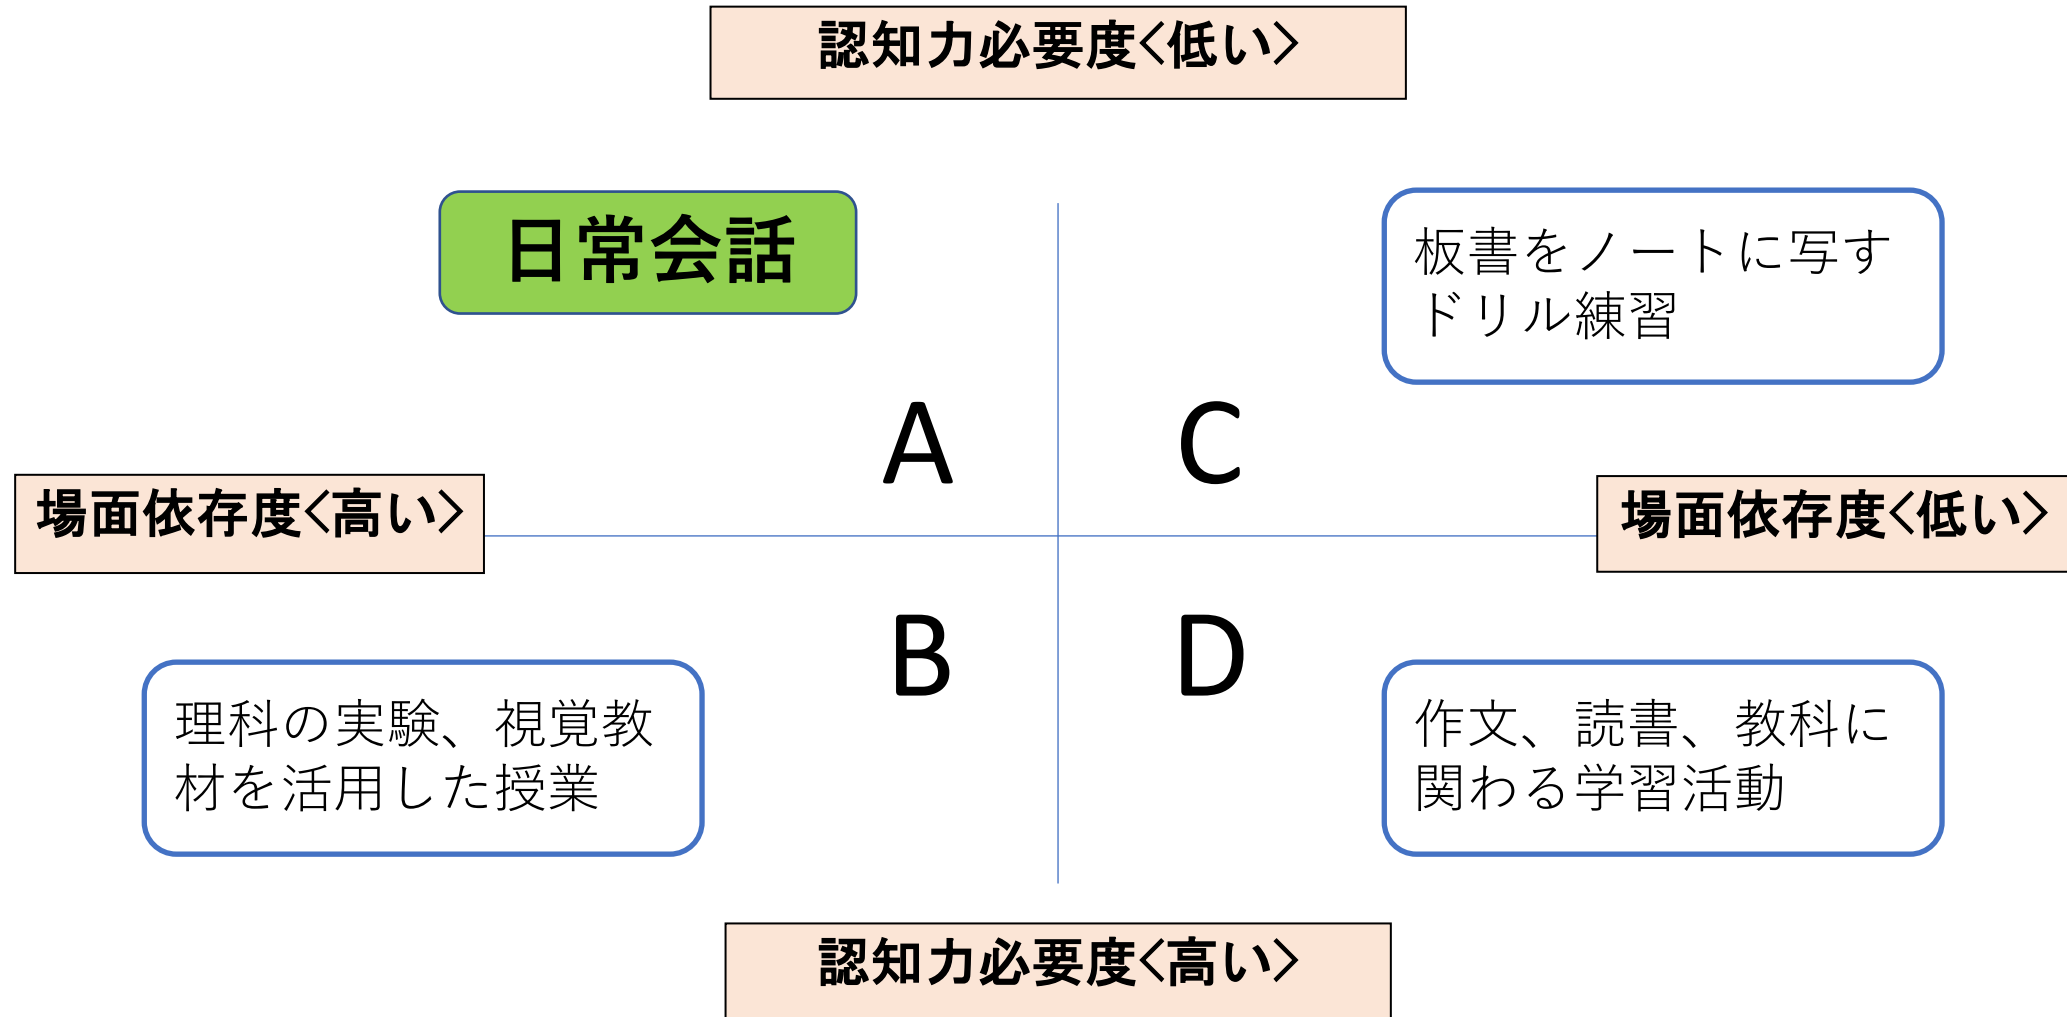 認知力必要度<低い>
日常会話
板書をノートに写す
ドリル練習
A
C
場面依存度<高い>
場面依存度<低い>
B
D
理科の実験、視覚教
材を活用した授業
作文、読書、教科に
関わる学習活動
認知力必要度<高い>